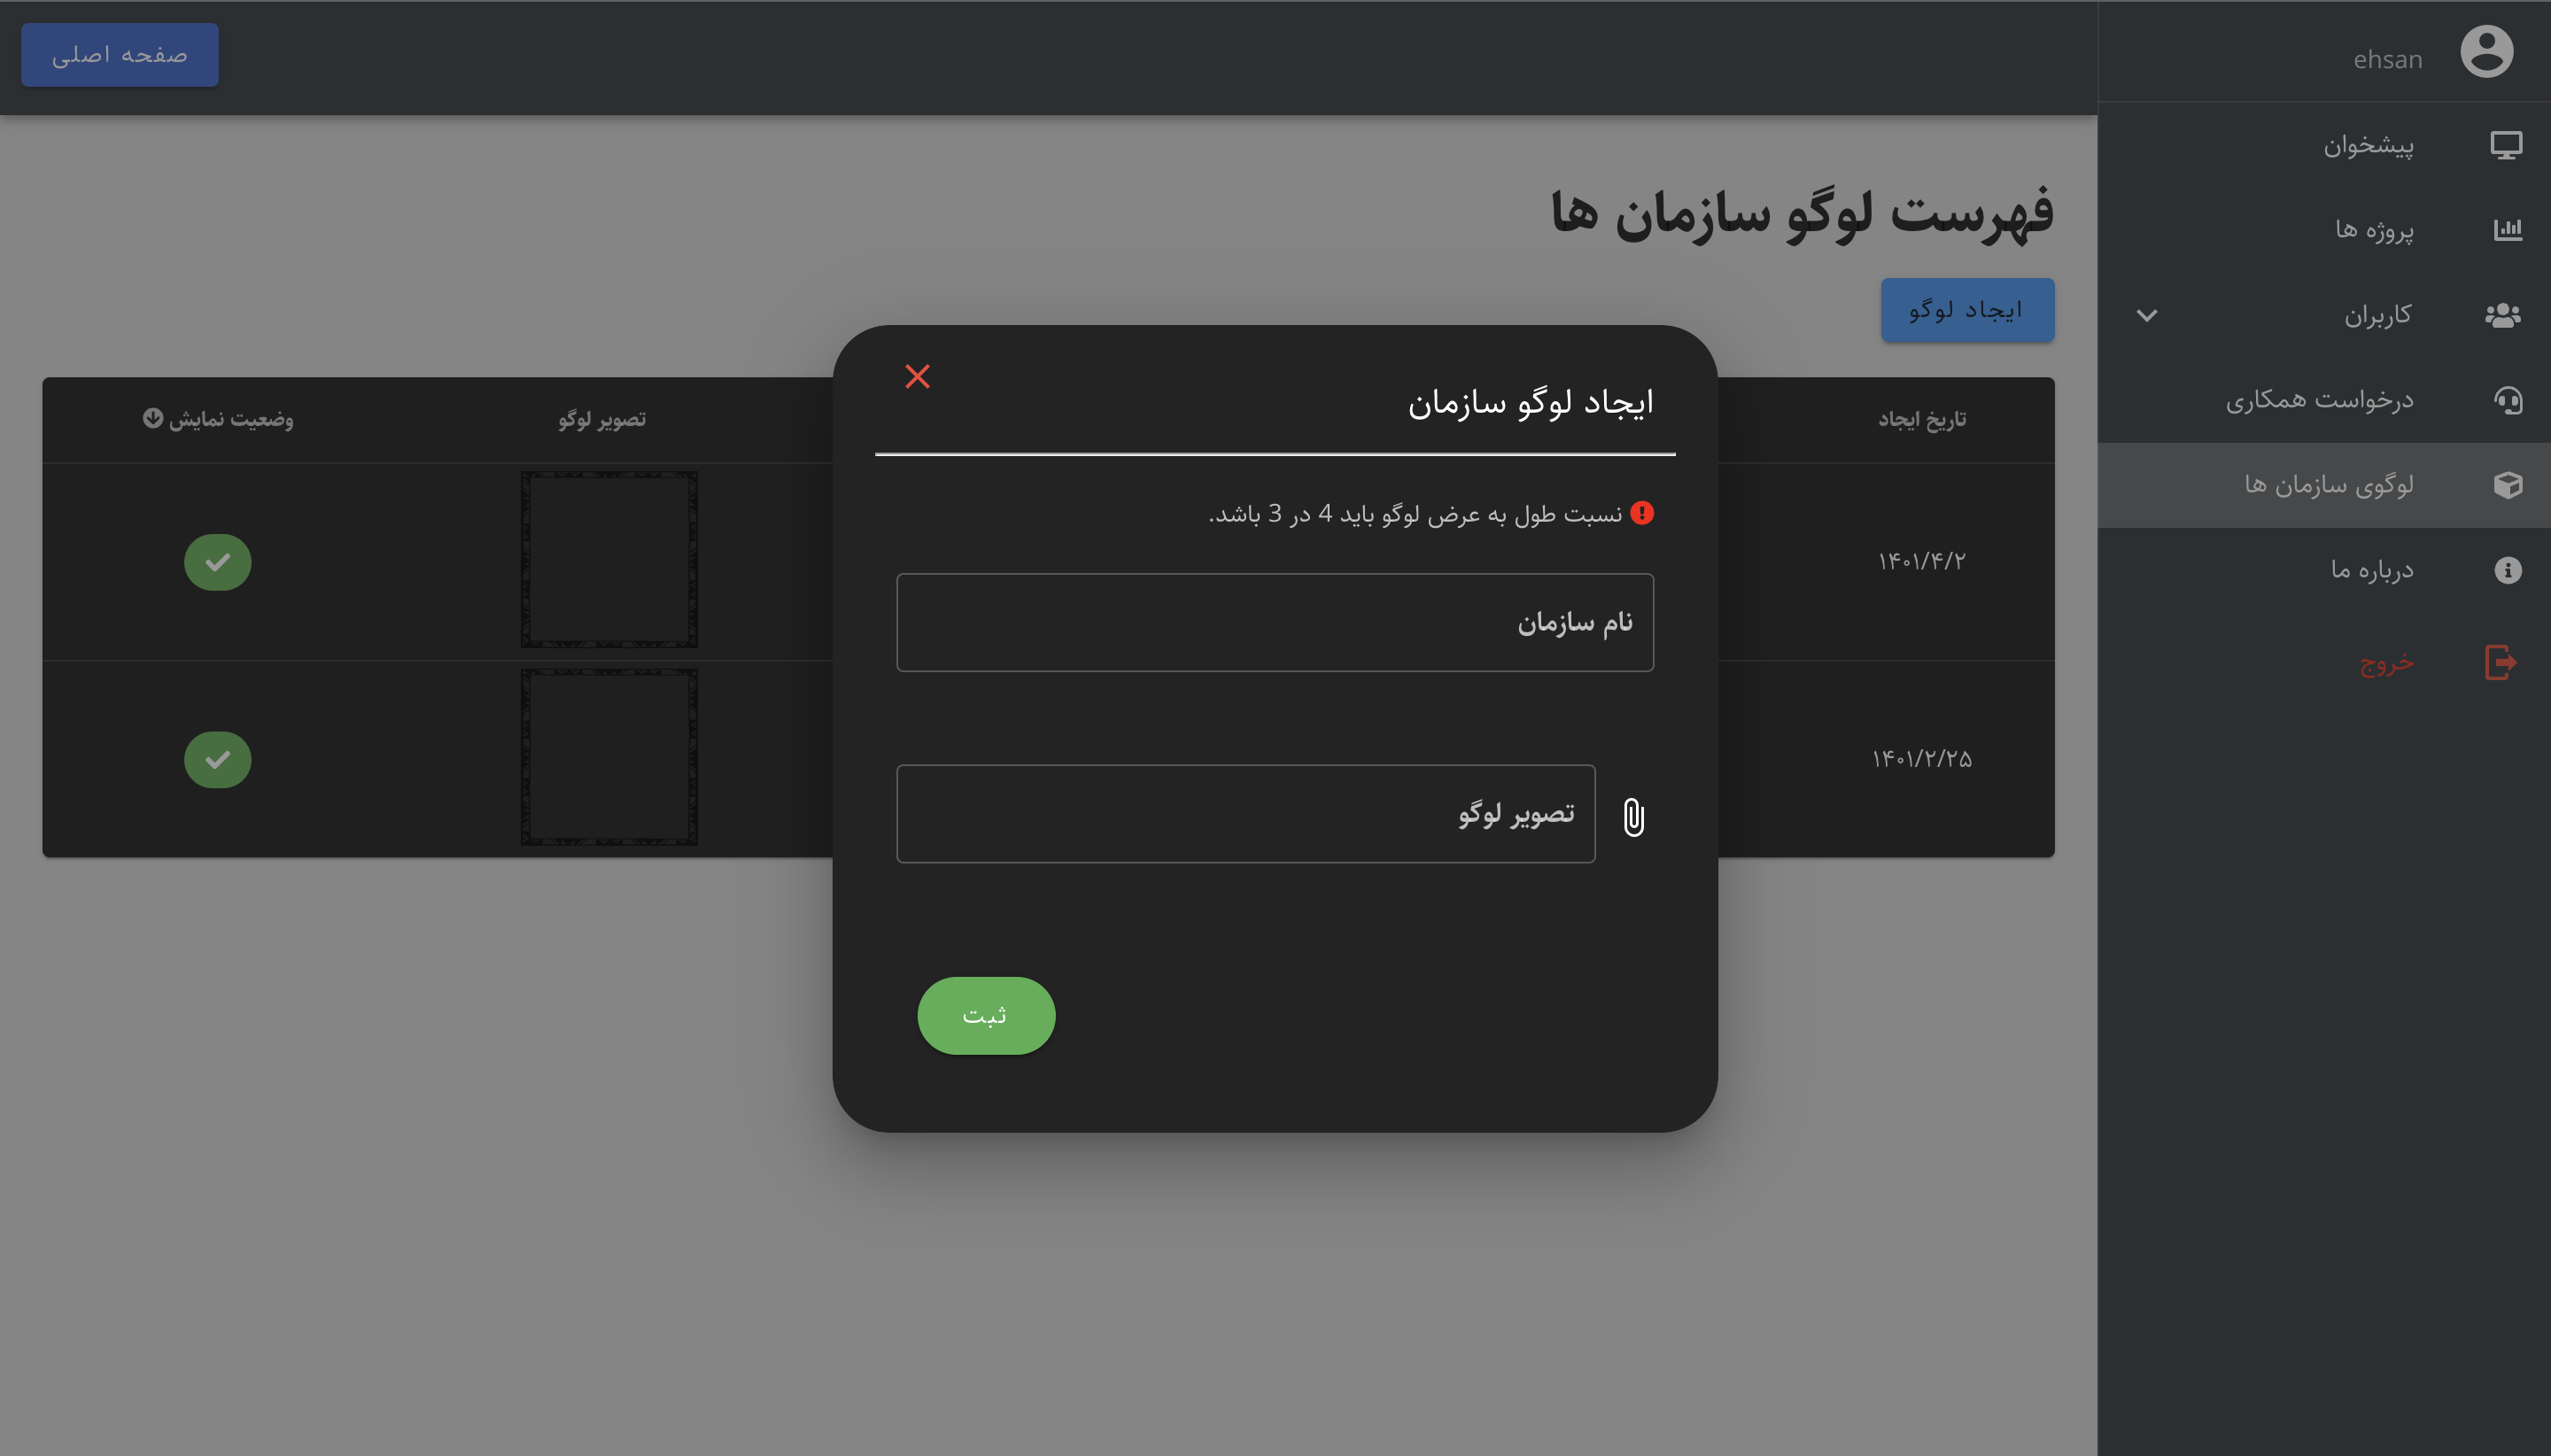 ehsan
صفحه اصلی
پیشخوان
پروژه ها
کاربران
درخواست همکاری
لوگوی سازمان ها
درباره ما
خروج
فهرست لوگو سازمان ها
ایجاد لوگو
تاریخ ایجاد
تصویر لوگو
وضعیت نمایش
۱۴۰۱/۴/۲
۱۴۰۱/۲/۲۵
ایجاد لوگو سازمان
نسبت طول به عرض لوگو باید 4 در 3 باشد.
نام سازمان
تصویر لوگو
ثبت